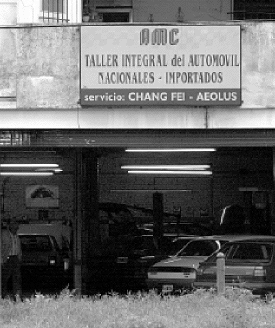 AMC
TALLER INTEGRAL del AUTOMOVIL
NACIONALES - IMPORTADOS
servicio: CHANG FEI - AEOLUS